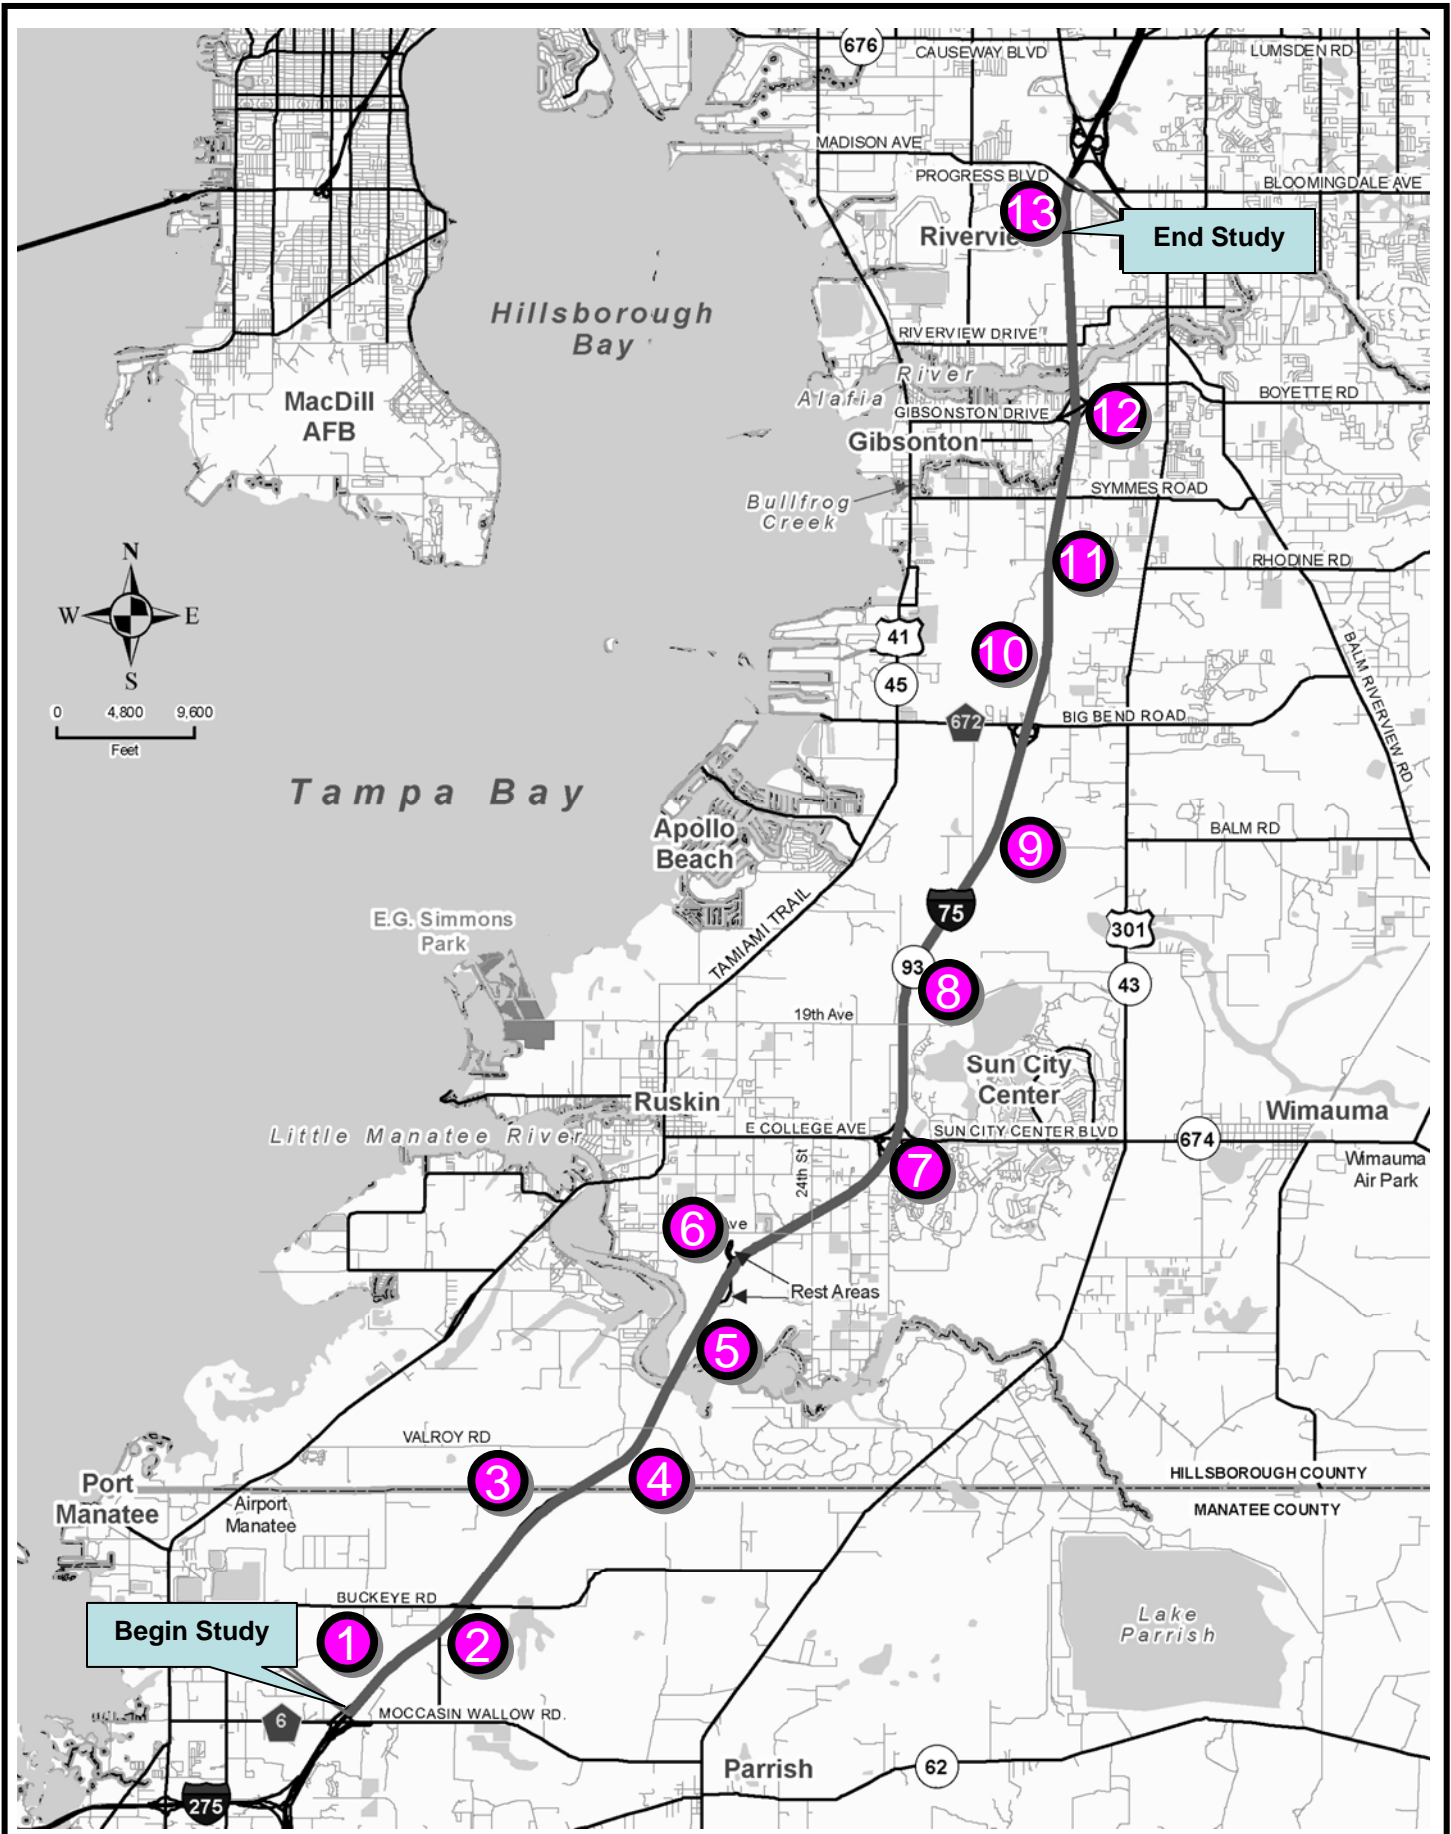 676
CAUSEWAY BLVD
LUMSDEN RD
MADISON AVE
PROGRESS BLVD
BLOOMINGDALE AVE
13
Rivervie
End Study
Hillsborough
Bay
RIVERVIEW DRIVE
River
Alafia
MacDill
AFB
BOYETTE RD
GIBSONSTON DRIVE
12
Gibsonton
SYMMES ROAD
Bullfrog
Creek
N
W
E
S
11
RHODINE RD
41
10
45
BALM RIVERVIEW RD
0 4,800 9,600
Feet
672
BIG BEND ROAD
Tampa Bay
Apollo
Beach
BALM RD
9
TAMIAMI TRAIL
75
E.G. Simmons
Park
301
93
8
43
19th Ave
Sun City
Center
Ruskin
Wimauma
Little Manatee River
E COLLEGE AVE
SUN CITY CENTER BLVD
674
24th St
7
Wimauma
Air Park
6
ve
Rest Areas
5
VALROY RD
3
4
HILLSBOROUGH COUNTY
MANATEE COUNTY
Port
Manatee
Airport
Manatee
BUCKEYE RD
Begin Study
1
2
Lake
Parrish
6
MOCCASIN WALLOW RD.
Parrish
62
275